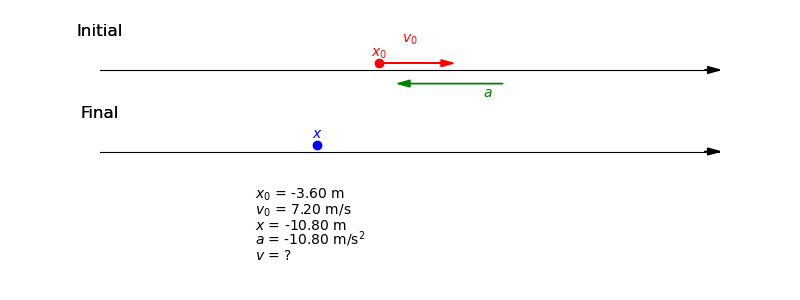 Initial
v₀
x₀
a
Final
x
x₀ = -3.60 m
v₀ = 7.20 m/s
x = -10.80 m
a = -10.80 m/s²
v = ?